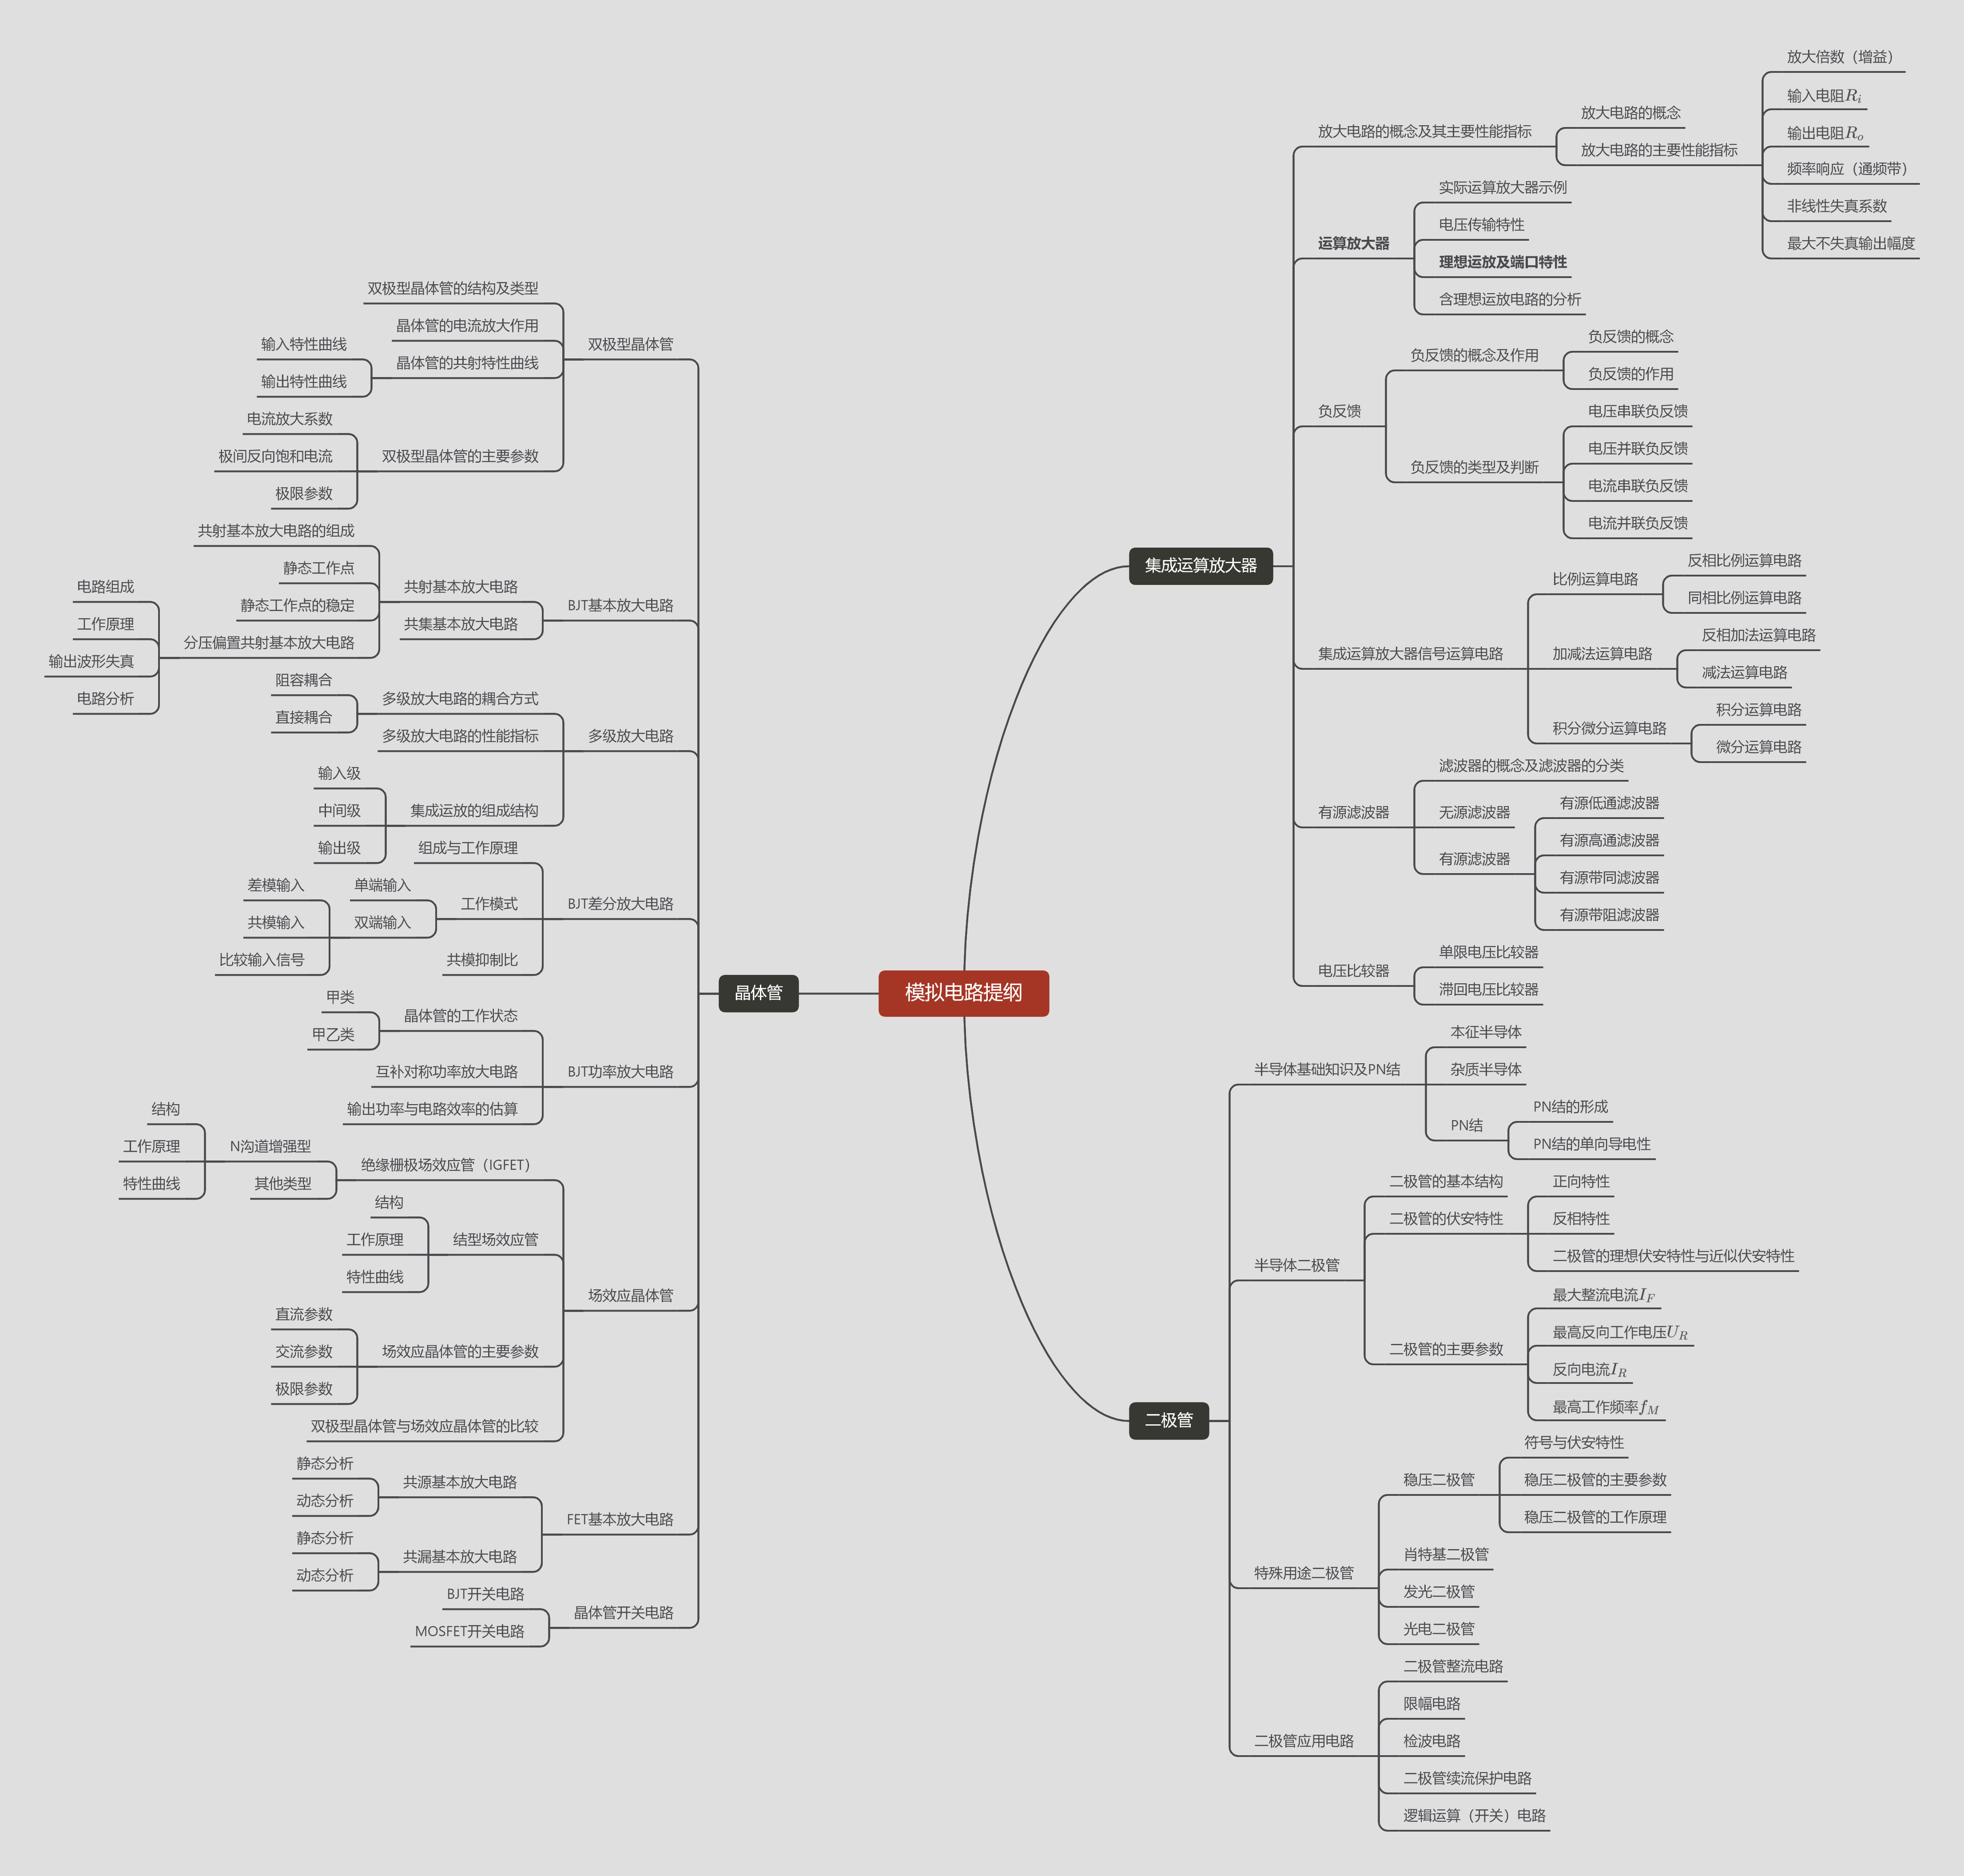 模拟电路提纲
集成运算放大器
放大电路的概念及其主要性能指标
放大电路的概念
放大电路的主要性能指标
放大倍数（增益）
输入电阻R_i
输出电阻R_o
频率响应（通频带）
非线性失真系数
最大不失真输出幅度
运算放大器
实际运算放大器示例
电压传输特性
理想运放及端口特性
含理想运放电路的分析
负反馈
负反馈的概念及作用
负反馈的概念
负反馈的作用
负反馈的类型及判断
电压串联负反馈
电压并联负反馈
电流串联负反馈
电流并联负反馈
集成运算放大器信号运算电路
比例运算电路
反相比例运算电路
同相比例运算电路
加减法运算电路
反相加法运算电路
减法运算电路
积分微分运算电路
积分运算电路
微分运算电路
有源滤波器
滤波器的概念及滤波器的分类
无源滤波器
有源滤波器
有源低通滤波器
有源高通滤波器
有源带同滤波器
有源带阻滤波器
电压比较器
单限电压比较器
滞回电压比较器
二极管
半导体基础知识及PN结
本征半导体
杂质半导体
PN结
PN结的形成
PN结的单向导电性
半导体二极管
二极管的基本结构
二极管的伏安特性
正向特性
反相特性
二极管的理想伏安特性与近似伏安特性
二极管的主要参数
最大整流电流I_F
最高反向工作电压U_R
反向电流I_R
最高工作频率f_M
特殊用途二极管
稳压二极管
符号与伏安特性
稳压二极管的主要参数
稳压二极管的工作原理
肖特基二极管
发光二极管
光电二极管
二极管应用电路
二极管整流电路
限幅电路
检波电路
二极管续流保护电路
逻辑运算（开关）电路
晶体管
双极型晶体管
双极型晶体管的结构及类型
晶体管的电流放大作用
晶体管的共射特性曲线
输入特性曲线
输出特性曲线
双极型晶体管的主要参数
电流放大系数
极间反向饱和电流
极限参数
BJT基本放大电路
共射基本放大电路
共射基本放大电路的组成
静态工作点
静态工作点的稳定
分压偏置共射基本放大电路
电路组成
工作原理
输出波形失真
电路分析
共集基本放大电路
多级放大电路
多级放大电路的耦合方式
阻容耦合
直接耦合
多级放大电路的性能指标
集成运放的组成结构
输入级
中间级
输出级
BJT差分放大电路
组成与工作原理
工作模式
单端输入
双端输入
差模输入
共模输入
比较输入信号
共模抑制比
BJT功率放大电路
晶体管的工作状态
甲类
甲乙类
互补对称功率放大电路
输出功率与电路效率的估算
场效应晶体管
绝缘栅极场效应管（IGFET）
N沟道增强型
结构
工作原理
特性曲线
其他类型
结型场效应管
结构
工作原理
特性曲线
场效应晶体管的主要参数
直流参数
交流参数
极限参数
双极型晶体管与场效应晶体管的比较
FET基本放大电路
共源基本放大电路
静态分析
动态分析
共漏基本放大电路
静态分析
动态分析
晶体管开关电路
BJT开关电路
MOSFET开关电路